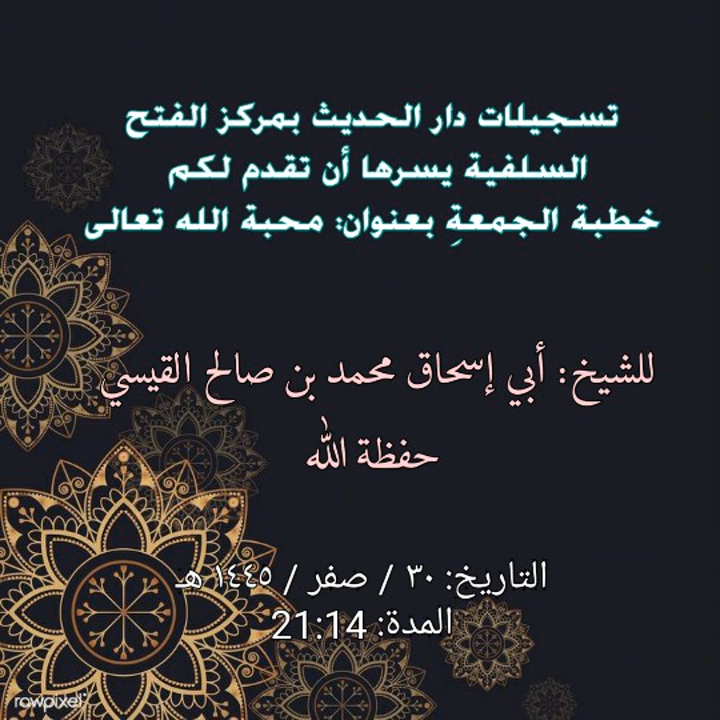 تسجيلات دار الحديث بمركز الفتح
السلفية يسرها أن تقدم لكم
خطبة الجمعةِ بعنوان: محبة الله تعالى
للشيخ: أبي إسحاق محمد بن صالح القيسي
حفظة الله
التاريخ: ٣٠ / صفر / ١٤٤٥ هـ
المدة: 21:14
rawpixel